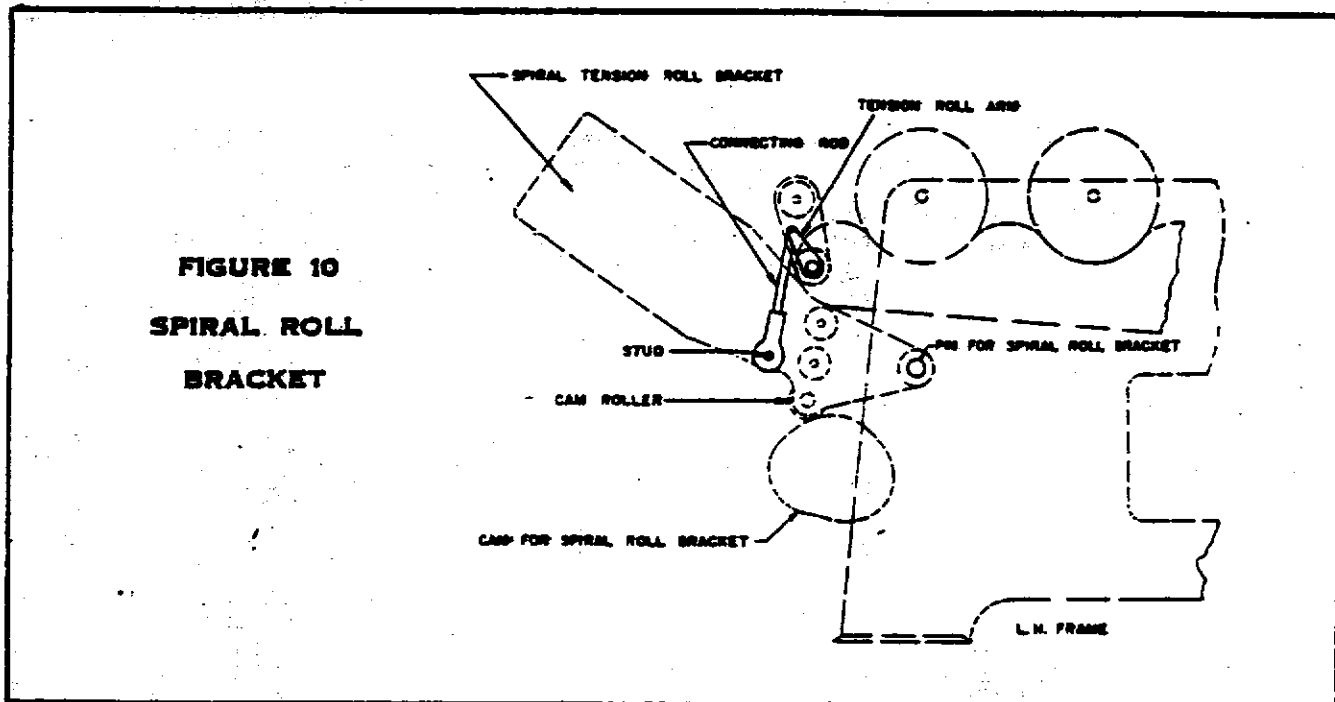 SPIRAL TENSION ROLL BRACKET
TENSION ROLL ARM
CONNECTING ROD
FIGURE 10
SPIRAL ROLL
BRACKET
STUD
PIN FOR SPIRAL ROLL BRACKET
CAM ROLLER
CAM FOR SPIRAL ROLL BRACKET
L.H. FRAME